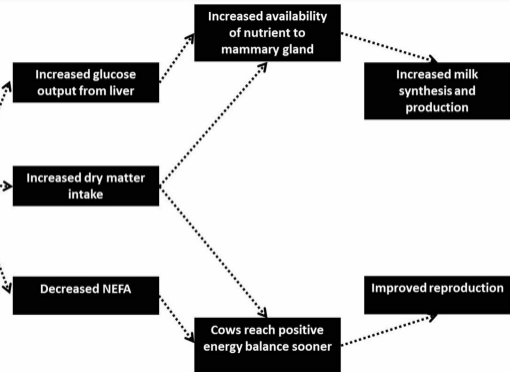 Increased availability
of nutrient to
mammary gland
Increased glucose
output from liver
Increased milk
synthesis and
production
Increased dry matter
intake
Decreased NEFA
Improved reproduction
Cows reach positive
energy balance sooner